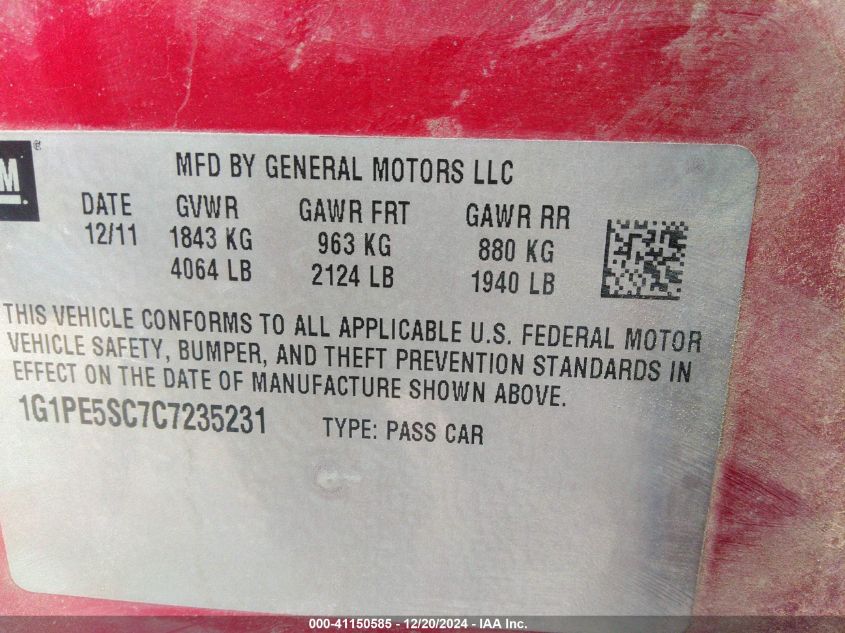 M ®
MFD BY GENERAL MOTORS LLC
DATE GVWR GAWR FRT GAWR RR
12/11 1843 KG 963 KG 880 KG
4064 LB 2124 LB 1940 LB
THIS VEHICLE CONFORMS TO ALL APPLICABLE U.S. FEDERAL MOTOR
VEHICLE SAFETY, BUMPER, AND THEFT PREVENTION STANDARDS IN
EFFECT ON THE DATE OF MANUFACTURE SHOWN ABOVE.
1G1PE5SC7C7235231 TYPE: PASS CAR
000-41150585 - 12/20/2024 - IAA Inc.